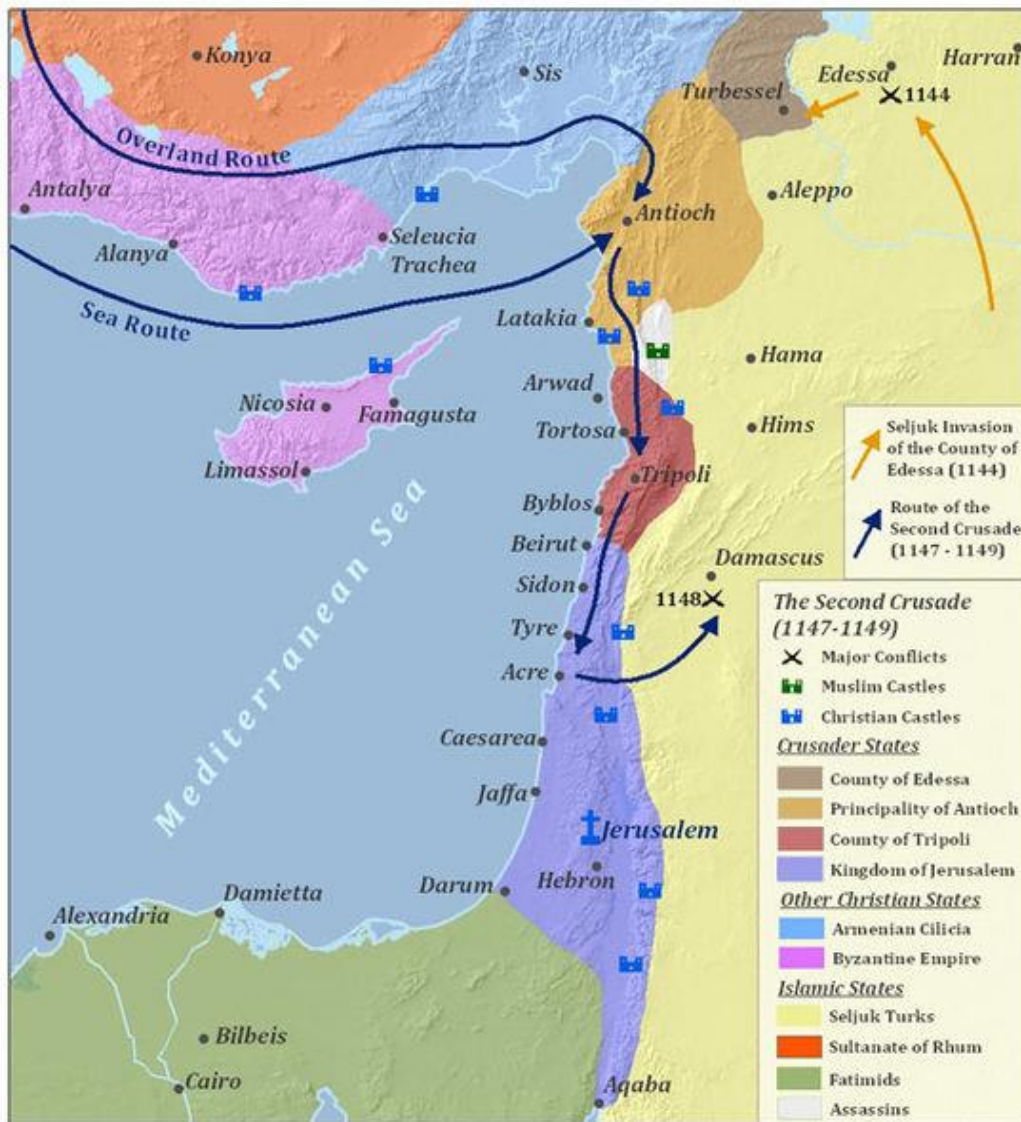 Konya
Sis
Edessa
Harran
Turbessel
1144
Overland Route
Antalya
Aleppo
Antioch
Alanya
Seleucia
Trachea
Sea Route
Latakia
Hama
Arwad
Nicosia
Famagusta
Tortosa
Hims
Limassol
Tripoli
Byblos
Mediterranean Sea
Beirut
Damascus
Sidon
1148
Tyre
Acre
Caesarea
Jaffa
Jerusalem
Hebron
Darum
Damietta
Alexandria
Bilbeis
Cairo
Aqaba
Seljuk Invasion
of the County of
Edessa (1144)
Route of the
Second Crusade
(1147 - 1149)
The Second Crusade
(1147-1149)
Major Conflicts
Muslim Castles
Christian Castles
Crusader States
County of Edessa
Principality of Antioch
County of Tripoli
Kingdom of Jerusalem
Other Christian States
Armenian Cilicia
Byzantine Empire
Islamic States
Seljuk Turks
Sultanate of Rhum
Fatimids
Assassins